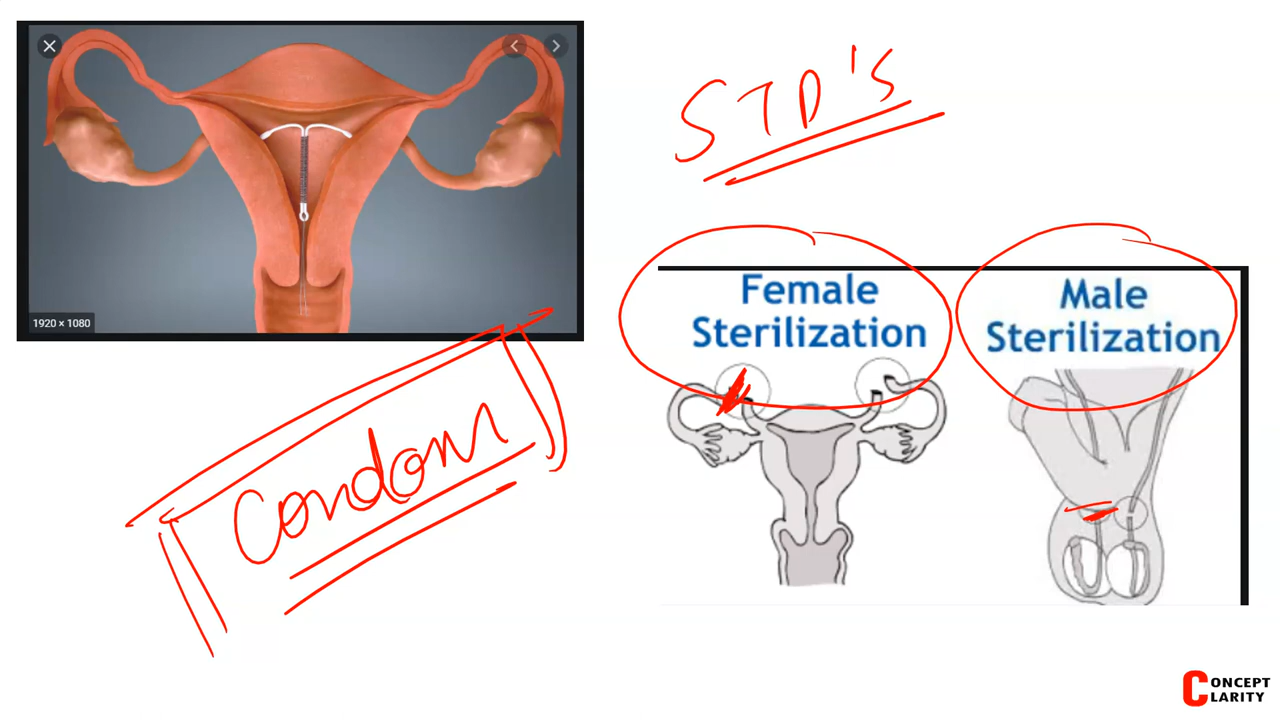 STD's
1920 × 1080
Female
Sterilization
Male
Sterilization
Condom
CONCEPT
CLARITY